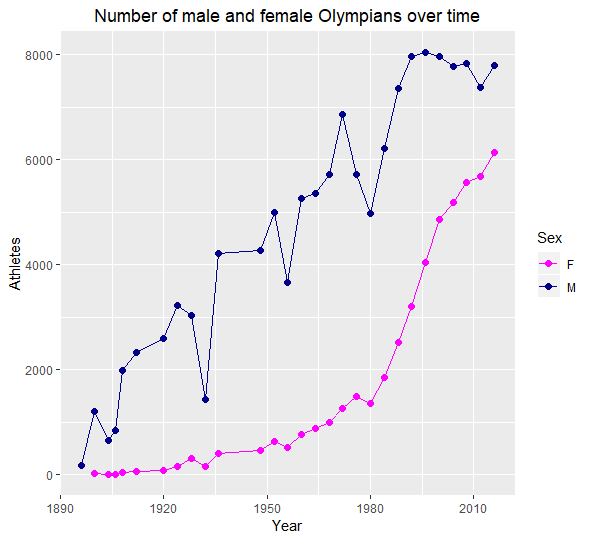 Number of male and female Olympians over time
8000
6000
4000
2000
0
Athletes
1890
1920
1950
1980
2010
Year
Sex
F
M